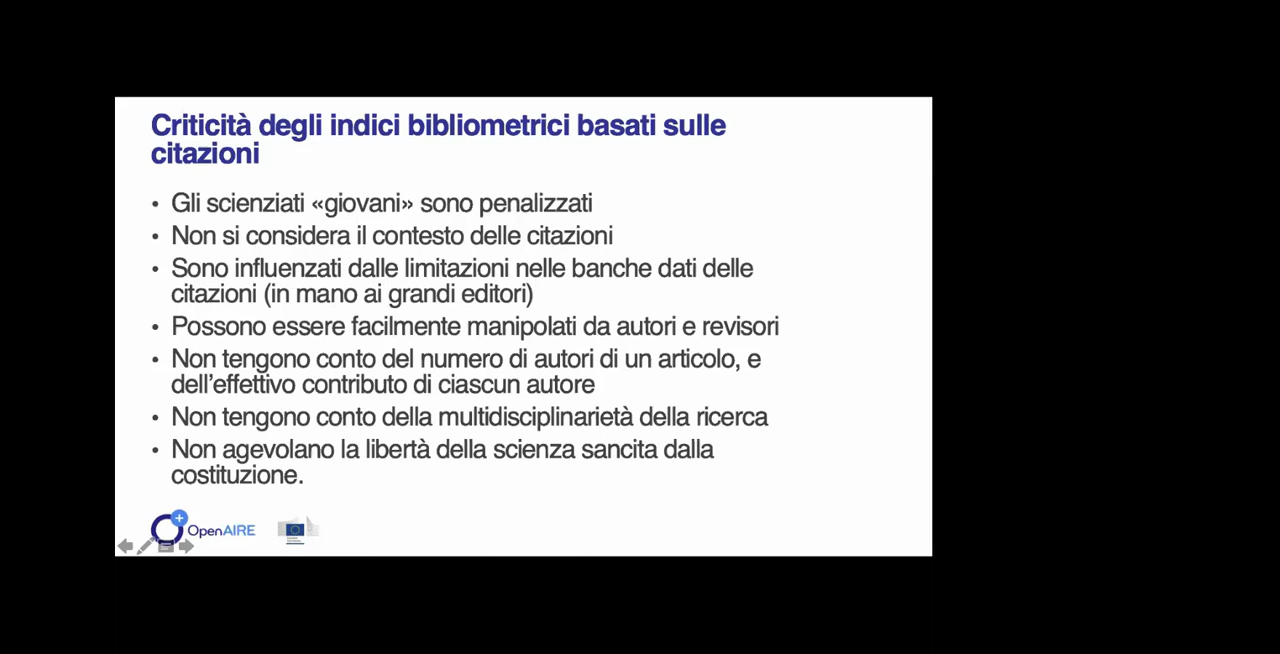 Criticità degli indici bibliometrici basati sulle
citazioni
• Gli scienziati «giovani» sono penalizzati
• Non si considera il contesto delle citazioni
• Sono influenzati dalle limitazioni nelle banche dati delle
citazioni (in mano ai grandi editori)
• Possono essere facilmente manipolati da autori e revisori
• Non tengono conto del numero di autori di un articolo, e
dell’effettivo contributo di ciascun autore
• Non tengono conto della multidisciplinarietà della ricerca
• Non agevolano la libertà della scienza sancita dalla
costituzione.
OpenAIRE